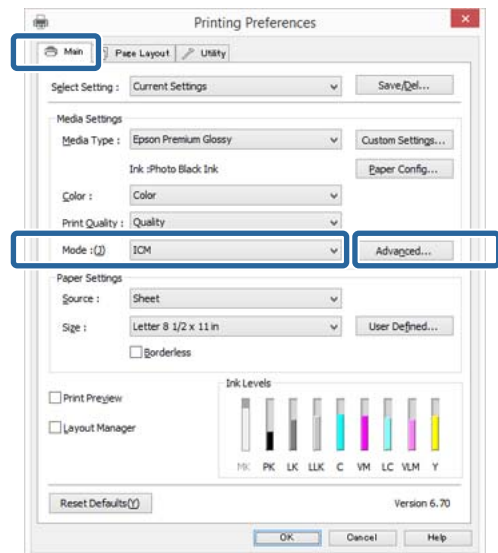 Printing Preferences
Main Page Layout Utility
Select Setting : Current Settings Save/Del...
Media Settings
Media Type : Epson Premium Glossy Custom Settings...
Ink :Photo Black Ink Paper Config...
Color : Color
Print Quality : Quality
Mode :(J) ICM Advanced...
Paper Settings
Source : Sheet
Size : Letter 8 1/2 x 11 in User Defined...
Borderless
Print Preview
Ink Levels
Layout Manager
MK PK LK LLK C VM LC VLM Y
Reset Defaults(Y) Version 6.70
OK Cancel Help